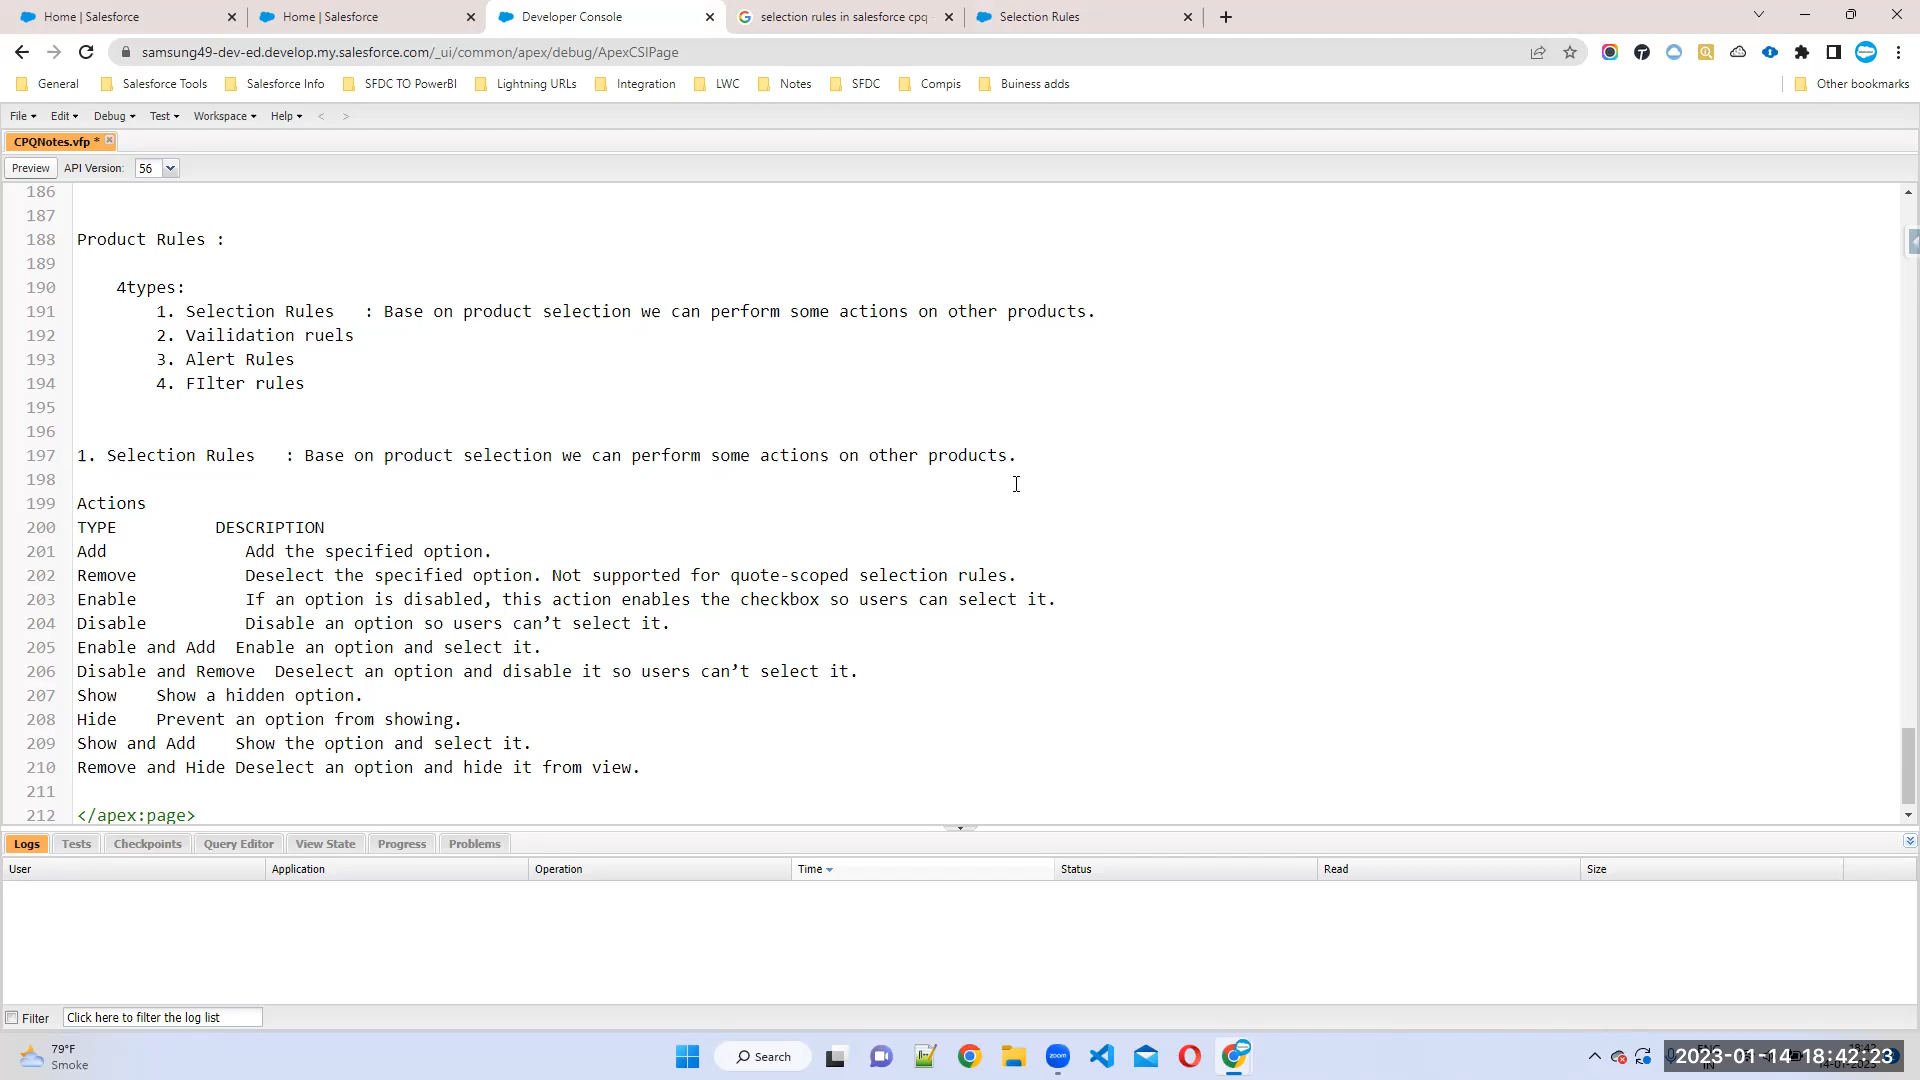 Home | Salesforce
Home | Salesforce
Developer Console
selection rules in salesforce cpq
Selection Rules
samsung49-dev-ed.develop.my.salesforce.com/_ui/common/apex/debug/ApexCSIPage
General Salesforce Tools Salesforce Info SFDC TO PowerBI Lightning URLs Integration LWC Notes SFDC Compis Buiness adds Other bookmarks
File Edit Debug Test Workspace Help < >
CPQNotes.vfp *
Preview API Version: 56
186
187
188 Product Rules :
189
190 4types:
191 1. Selection Rules : Base on product selection we can perform some actions on other products.
192 2. Vailidation ruels
193 3. Alert Rules
194 4. FIlter rules
195
196
197 1. Selection Rules : Base on product selection we can perform some actions on other products.
198
199 Actions
200 TYPE DESCRIPTION
201 Add Add the specified option.
202 Remove Deselect the specified option. Not supported for quote-scoped selection rules.
203 Enable If an option is disabled, this action enables the checkbox so users can select it.
204 Disable Disable an option so users can’t select it.
205 Enable and Add Enable an option and select it.
206 Disable and Remove Deselect an option and disable it so users can’t select it.
207 Show Show a hidden option.
208 Hide Prevent an option from showing.
209 Show and Add Show the option and select it.
210 Remove and Hide Deselect an option and hide it from view.
211
212 </apex:page>
Logs Tests Checkpoints Query Editor View State Progress Problems
User Application Operation Time Status Read Size
Filter Click here to filter the log list
79°F
Smoke
Search
zoom
2023-01-14-18:42:23